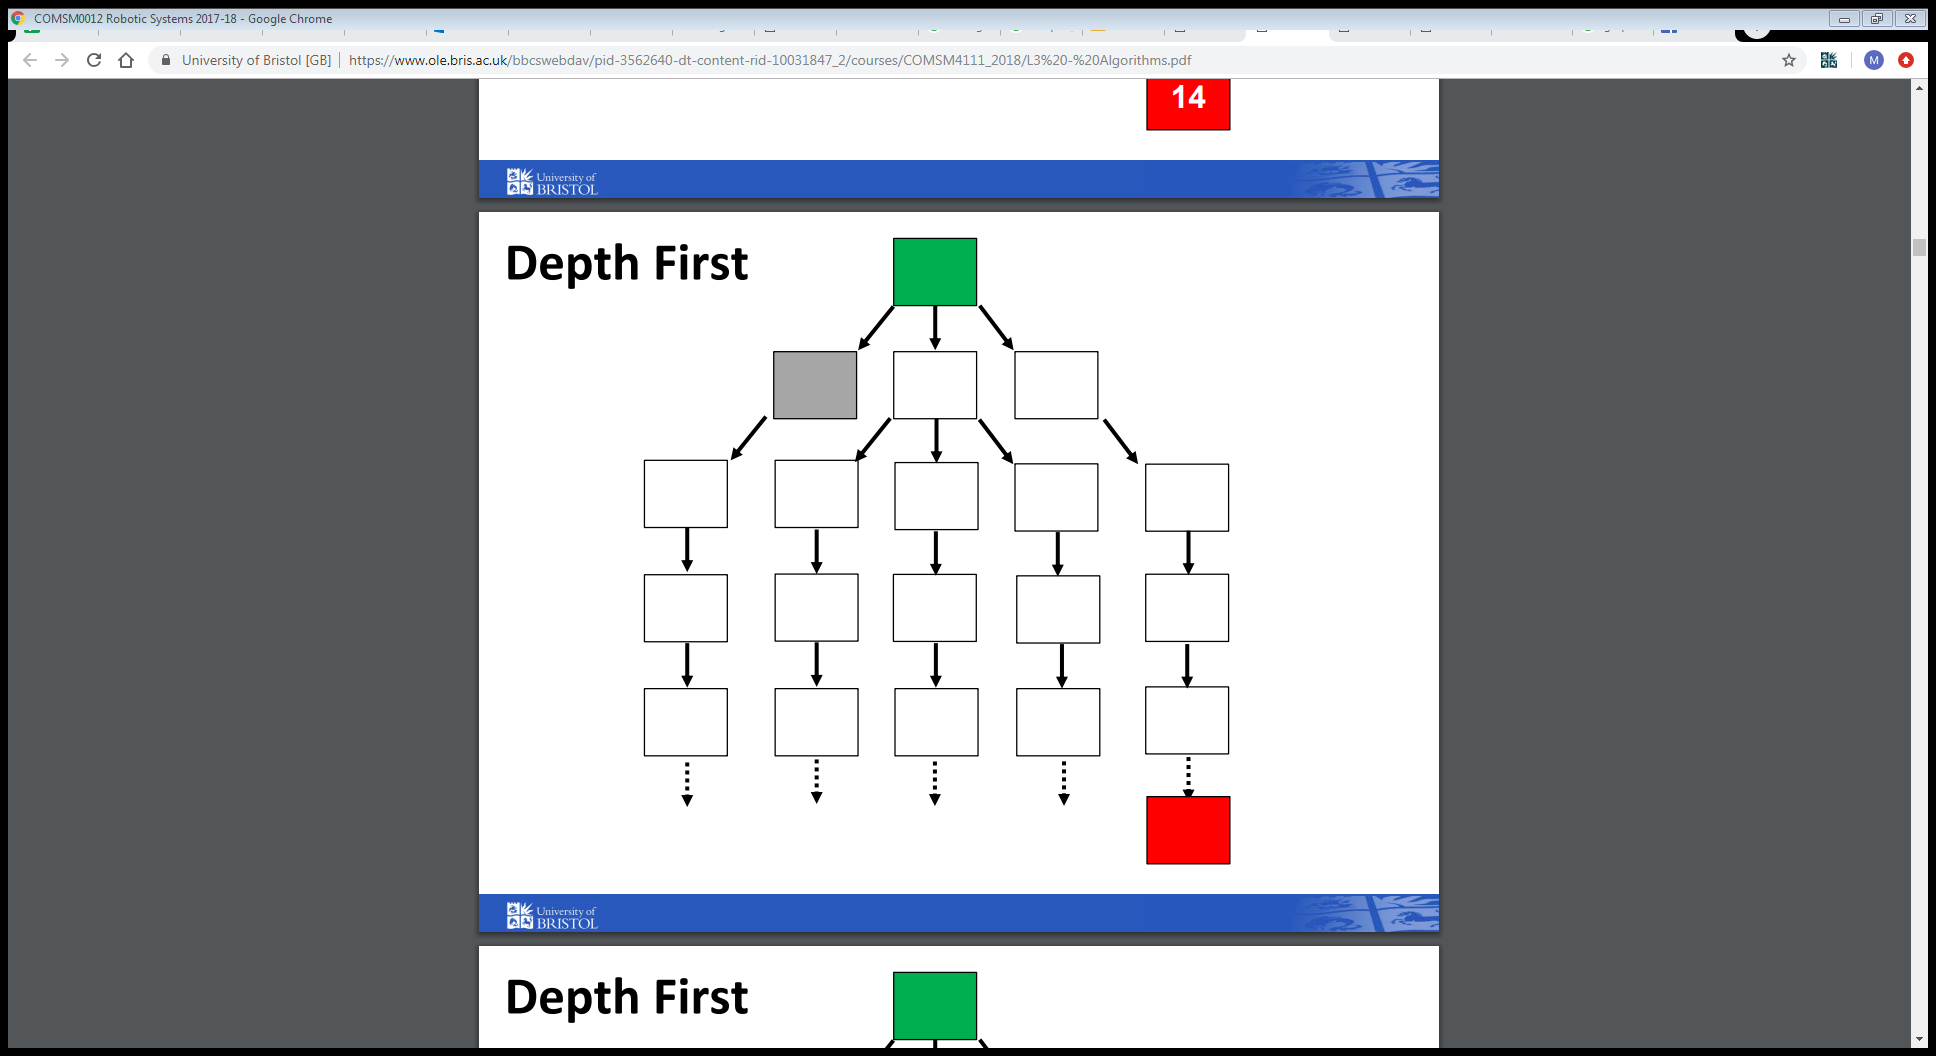 COMSM0012 Robotic Systems 2017-18 - Google Chrome
University of Bristol [GB] https://www.ole.bris.ac.uk/bbcswebdav/pid-3562640-dt-content-rid-10031847_2/courses/COMSM4111_2018/L3%20-%20Algorithms.pdf
M
14
University of
BRISTOL
Depth First
University of
BRISTOL
Depth First